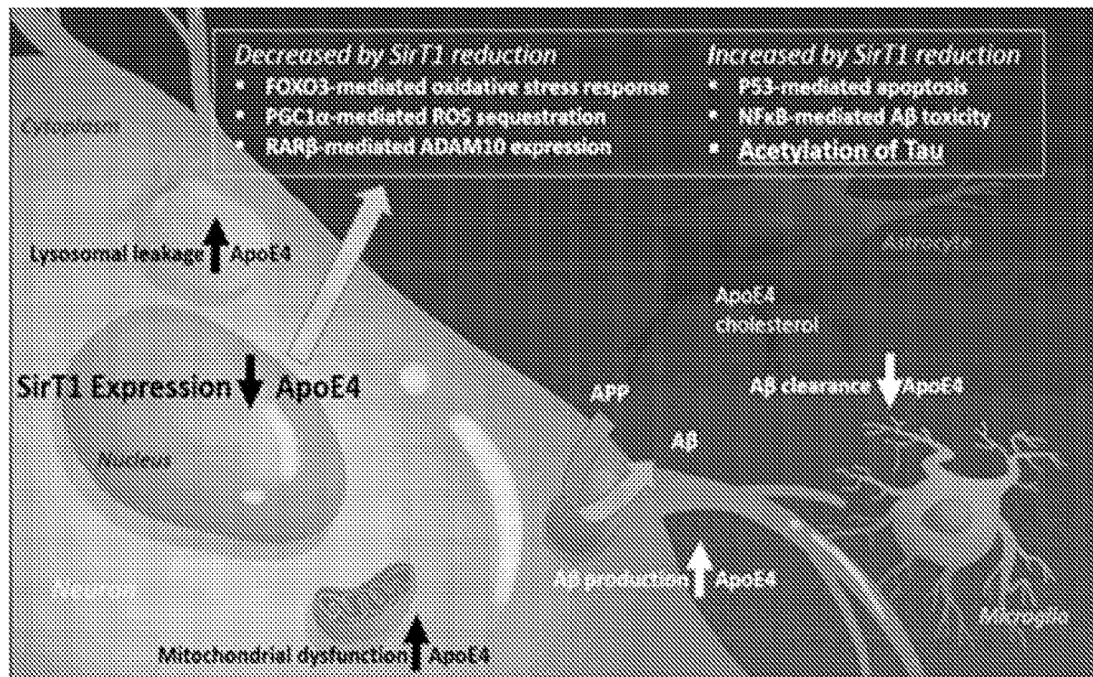 Decreased by SirT1 reduction
• FOXO3-mediated oxidative stress response
• PGC1α-mediated ROS sequestration
• RARβ-mediated ADAM10 expression
Increased by SirT1 reduction
• P53-mediated apoptosis
• NFκB-mediated Aβ toxicity
• Acetylation of Tau
Cytoplasm
Lysosomal leakage ApoE4
Astrocyte
ApoE4
cholesterol
SirT1 Expression ApoE4
APP
Aβ clearance ApoE4
Aβ
Nucleus
Aβ production ApoE4
Microglia
Mitochondrial dysfunction ApoE4